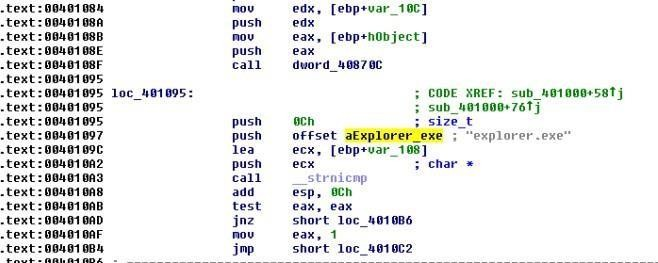 .text:00401084 mov edx, [ebp+var_10C]
.text:0040108A push edx
.text:0040108B mov eax, [ebp+hObject]
.text:0040108E push eax
.text:0040108F call dword_40870C
.text:00401095
.text:00401095 loc_401095: ; CODE XREF: sub_401000+58↑j
.text:00401095 ; sub_401000+76↑j
.text:00401095 push 0Ch ; size_t
.text:00401097 push offset aExplorer_exe ; "explorer.exe"
.text:0040109C lea ecx, [ebp+var_108]
.text:004010A2 push ecx ; char *
.text:004010A3 call __strnicmp
.text:004010A8 add esp, 0Ch
.text:004010AB test eax, eax
.text:004010AD jnz short loc_4010B6
.text:004010AF mov eax, 1
.text:004010B4 jmp short loc_4010C2
.text:004010B6 ; ---------------------------------------------------------------------------